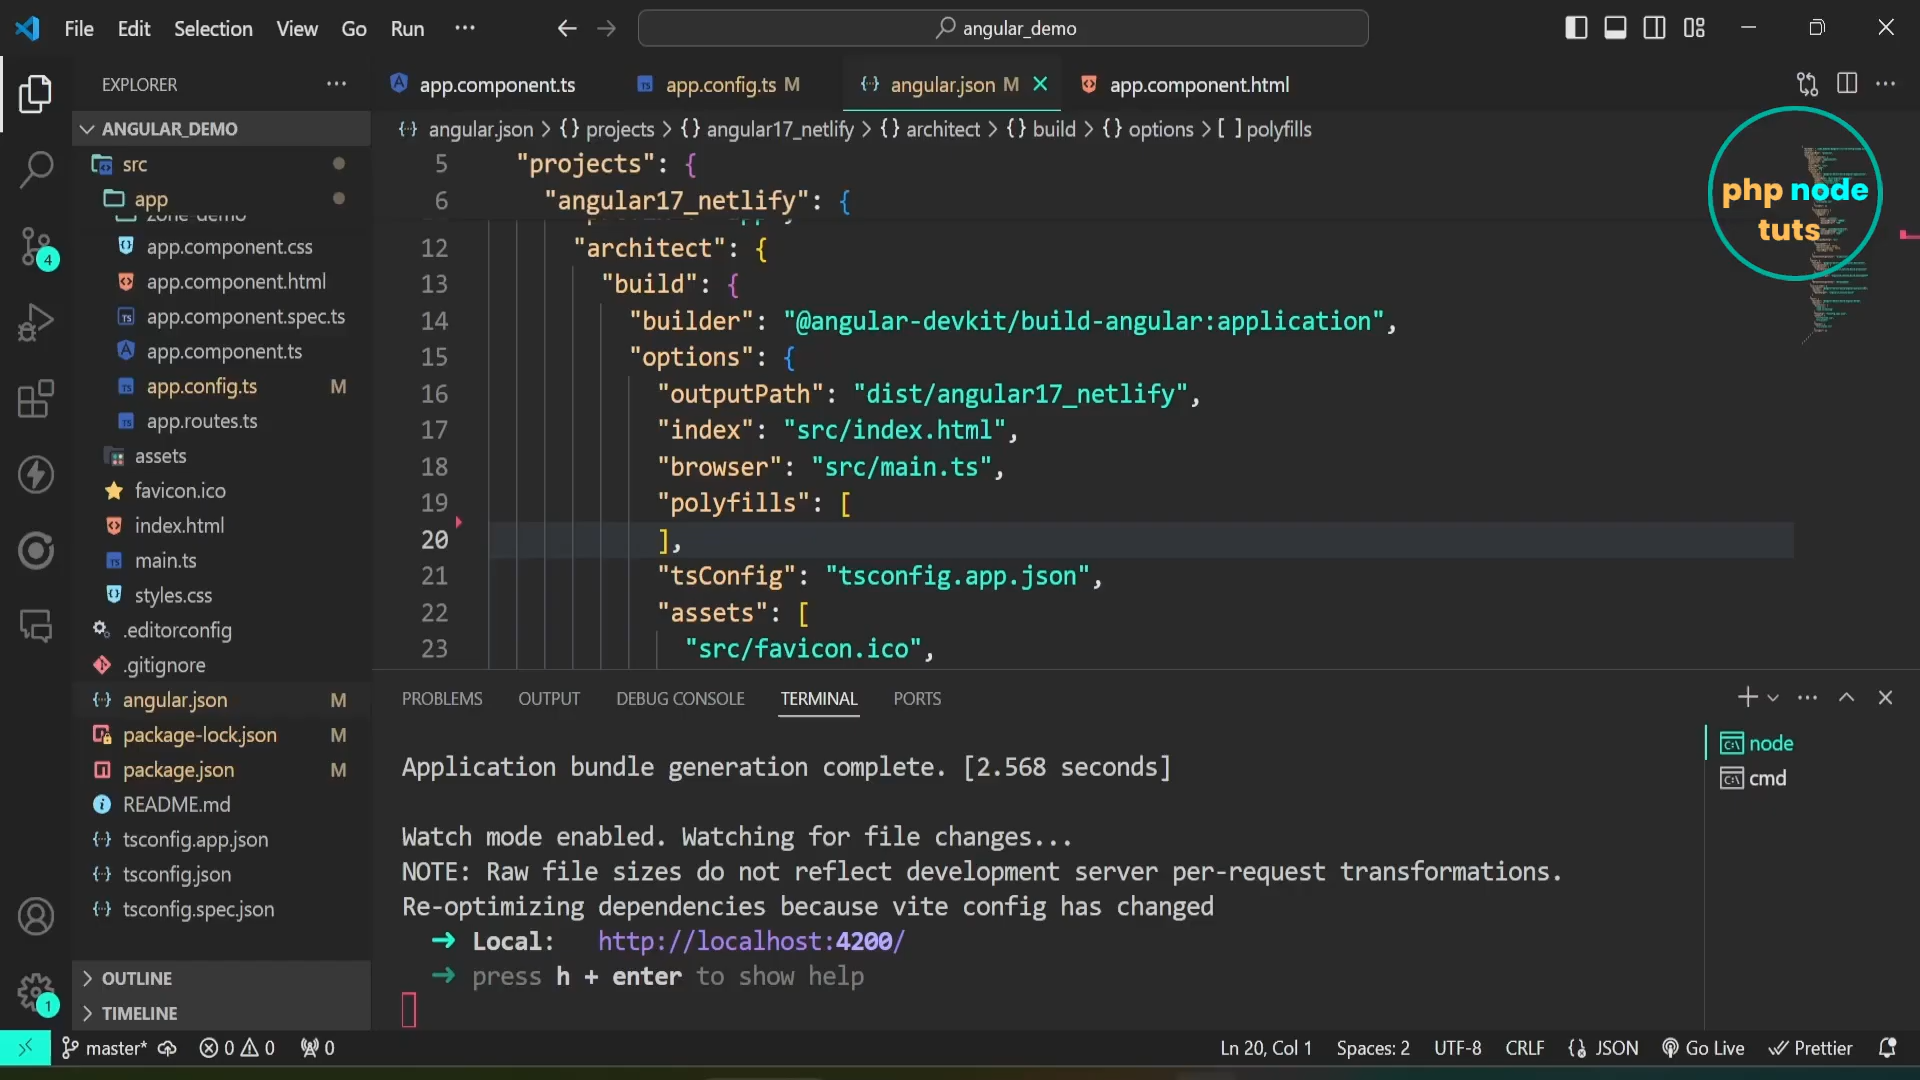 File Edit Selection View Go Run ... angular_demo
EXPLORER ...
app.component.ts app.config.ts M angular.json M app.component.html
ANGULAR_DEMO
angular.json > {} projects > {} angular17_netlify > {} architect > {} build > {} options > [ ] polyfills
src
app
zone-demo
app.component.css
app.component.html
app.component.spec.ts
app.component.ts
app.config.ts M
app.routes.ts
assets
favicon.ico
index.html
main.ts
styles.css
.editorconfig
.gitignore
angular.json M
package-lock.json M
package.json M
README.md
tsconfig.app.json
tsconfig.json
tsconfig.spec.json
OUTLINE
TIMELINE
4
1
5 "projects": {
6 "angular17_netlify": {
12 "architect": {
13 "build": {
14 "builder": "@angular-devkit/build-angular:application",
15 "options": {
16 "outputPath": "dist/angular17_netlify",
17 "index": "src/index.html",
18 "browser": "src/main.ts",
19 "polyfills": [
20 ],
21 "tsConfig": "tsconfig.app.json",
22 "assets": [
23 "src/favicon.ico",
php node
tuts
PROBLEMS OUTPUT DEBUG CONSOLE TERMINAL PORTS
Application bundle generation complete. [2.568 seconds]
Watch mode enabled. Watching for file changes...
NOTE: Raw file sizes do not reflect development server per-request transformations.
Re-optimizing dependencies because vite config has changed
➜ Local: http://localhost:4200/
➜ press h + enter to show help
node
cmd
master* 0 0 0 Ln 20, Col 1 Spaces: 2 UTF-8 CRLF JSON Go Live Prettier